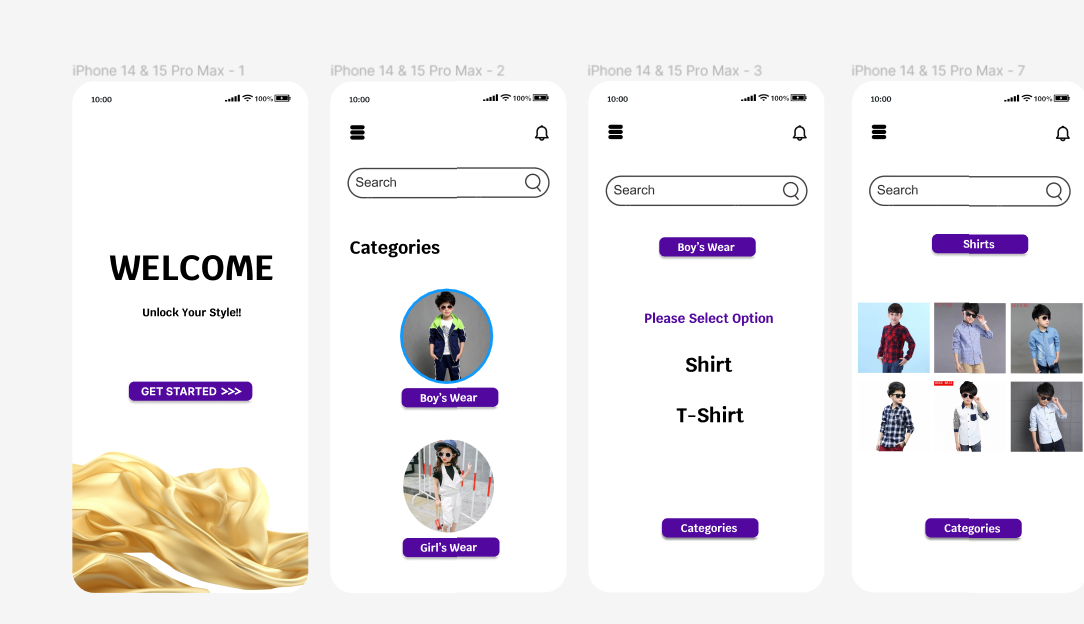 iPhone 14 & 15 Pro Max - 1
10:00
100%
WELCOME
Unlock Your Style!!
GET STARTED >>>
iPhone 14 & 15 Pro Max - 2
10:00
100%
Search
Categories
Boy's Wear
Girl's Wear
iPhone 14 & 15 Pro Max - 3
10:00
100%
Search
Boy's Wear
Please Select Option
Shirt
T-Shirt
Categories
iPhone 14 & 15 Pro Max - 7
10:00
100%
Search
Shirts
Categories